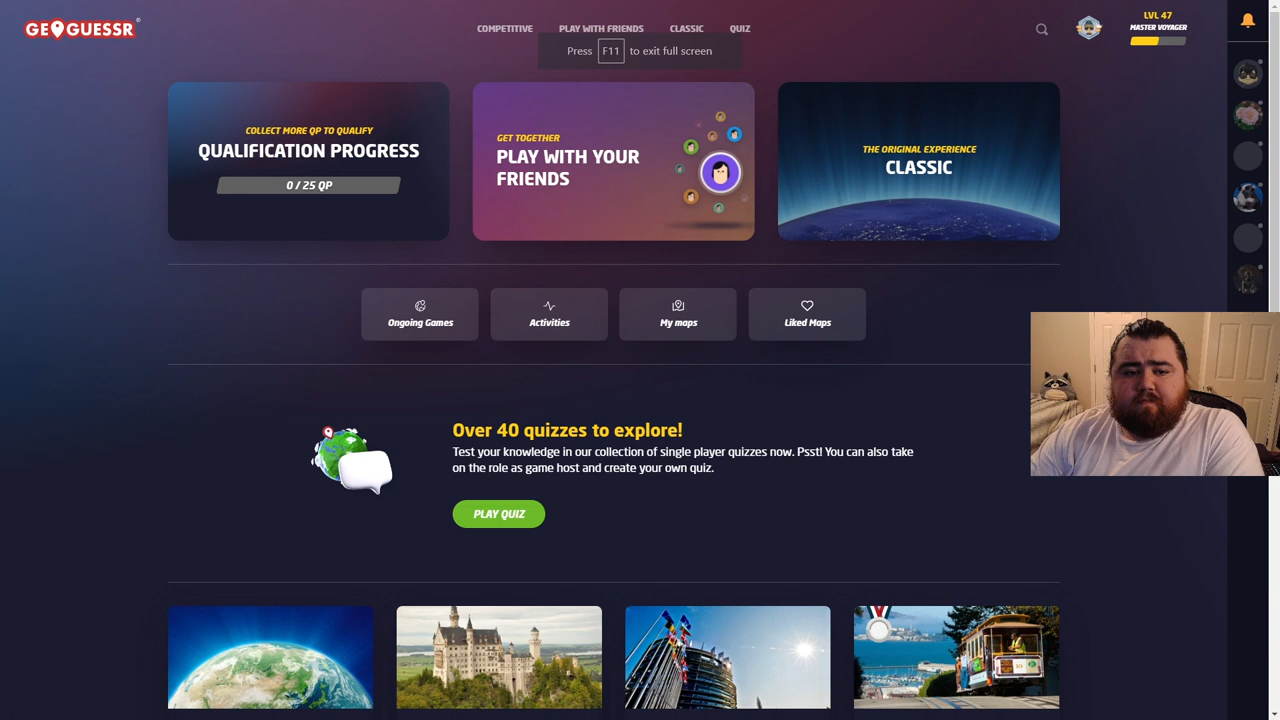 GEOGUESSR
COMPETITIVE
PLAY WITH FRIENDS
CLASSIC
QUIZ
LVL 47
MASTER VOYAGER
Press F11 to exit full screen
COLLECT MORE QP TO QUALIFY
QUALIFICATION PROGRESS
0 / 25 QP
GET TOGETHER
PLAY WITH YOUR
FRIENDS
THE ORIGINAL EXPERIENCE
CLASSIC
Ongoing Games
Activities
My maps
Liked Maps
Over 40 quizzes to explore!
Test your knowledge in our collection of single player quizzes now. Psst! You can also take
on the role as game host and create your own quiz.
PLAY QUIZ